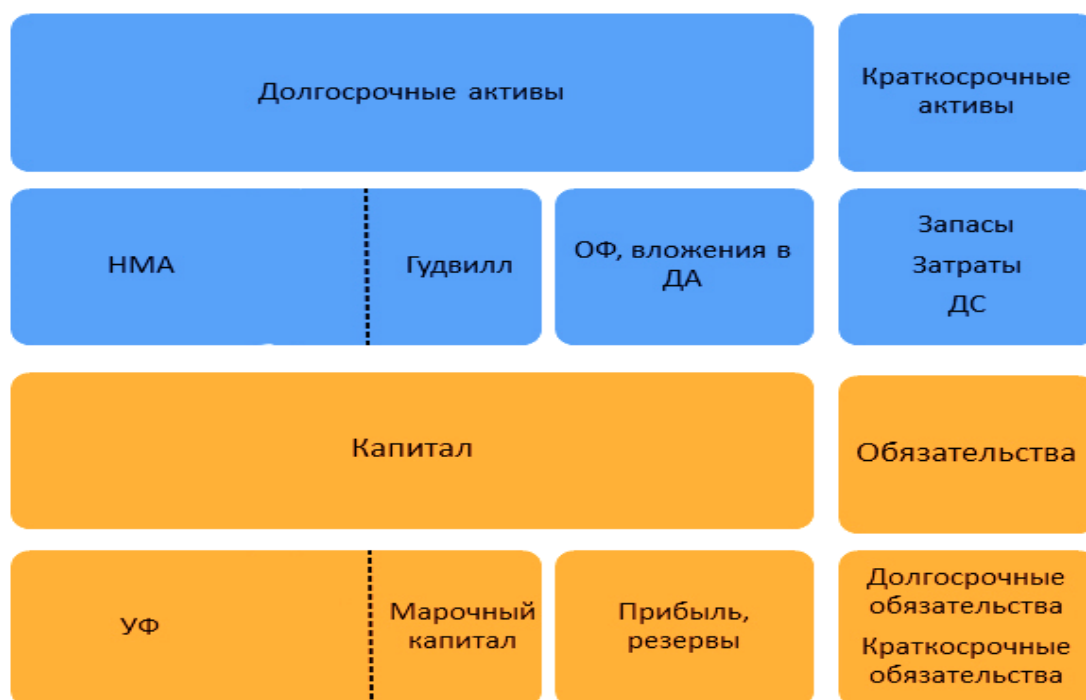 Долгосрочные активы
Краткосрочные
активы
НМА
Гудвилл
ОФ, вложения в
ДА
Запасы
Затраты
ДС
Капитал
Обязательства
УФ
Марочный
капитал
Прибыль,
резервы
Долгосрочные
обязательства
Краткосрочные
обязательства